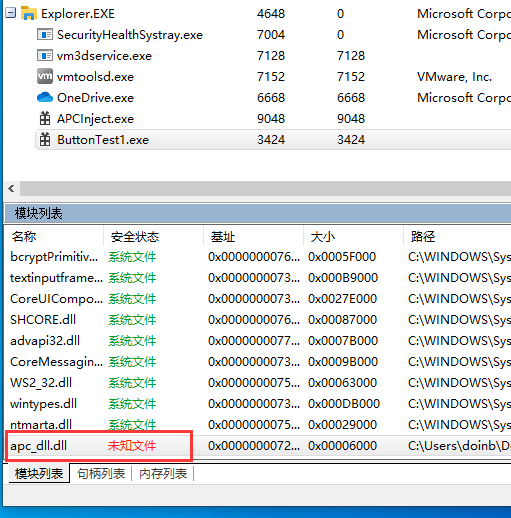 Explorer.EXE 4648 0 Microsoft Corpo
SecurityHealthSystray.exe 7004 0 Microsoft Corpo
vm3dservice.exe 7128 7128
vmtoolsd.exe 7152 7152 VMware, Inc.
OneDrive.exe 6668 6668 Microsoft Corpo
APCInject.exe 9048 9048
ButtonTest1.exe 3424 3424
模块列表
名称 安全状态 基址 大小 路径
bcryptPrimitiv... 系统文件 0x0000000076... 0x0005F000 C:\WINDOWS\Sys
textinputframe... 系统文件 0x0000000073... 0x000B9000 C:\WINDOWS\Sys
CoreUICompo... 系统文件 0x0000000073... 0x0027E000 C:\WINDOWS\Sys
SHCORE.dll 系统文件 0x0000000076... 0x00087000 C:\WINDOWS\Sys
advapi32.dll 系统文件 0x0000000077... 0x0007B000 C:\WINDOWS\Sys
CoreMessagin... 系统文件 0x0000000073... 0x0009B000 C:\WINDOWS\Sys
WS2_32.dll 系统文件 0x0000000075... 0x00063000 C:\WINDOWS\Sys
wintypes.dll 系统文件 0x0000000073... 0x000DB000 C:\WINDOWS\Sys
ntmarta.dll 系统文件 0x0000000075... 0x00029000 C:\WINDOWS\Sys
apc_dll.dll 未知文件 0x0000000072... 0x00006000 C:\Users\doinb\De
模块列表 句柄列表 内存列表